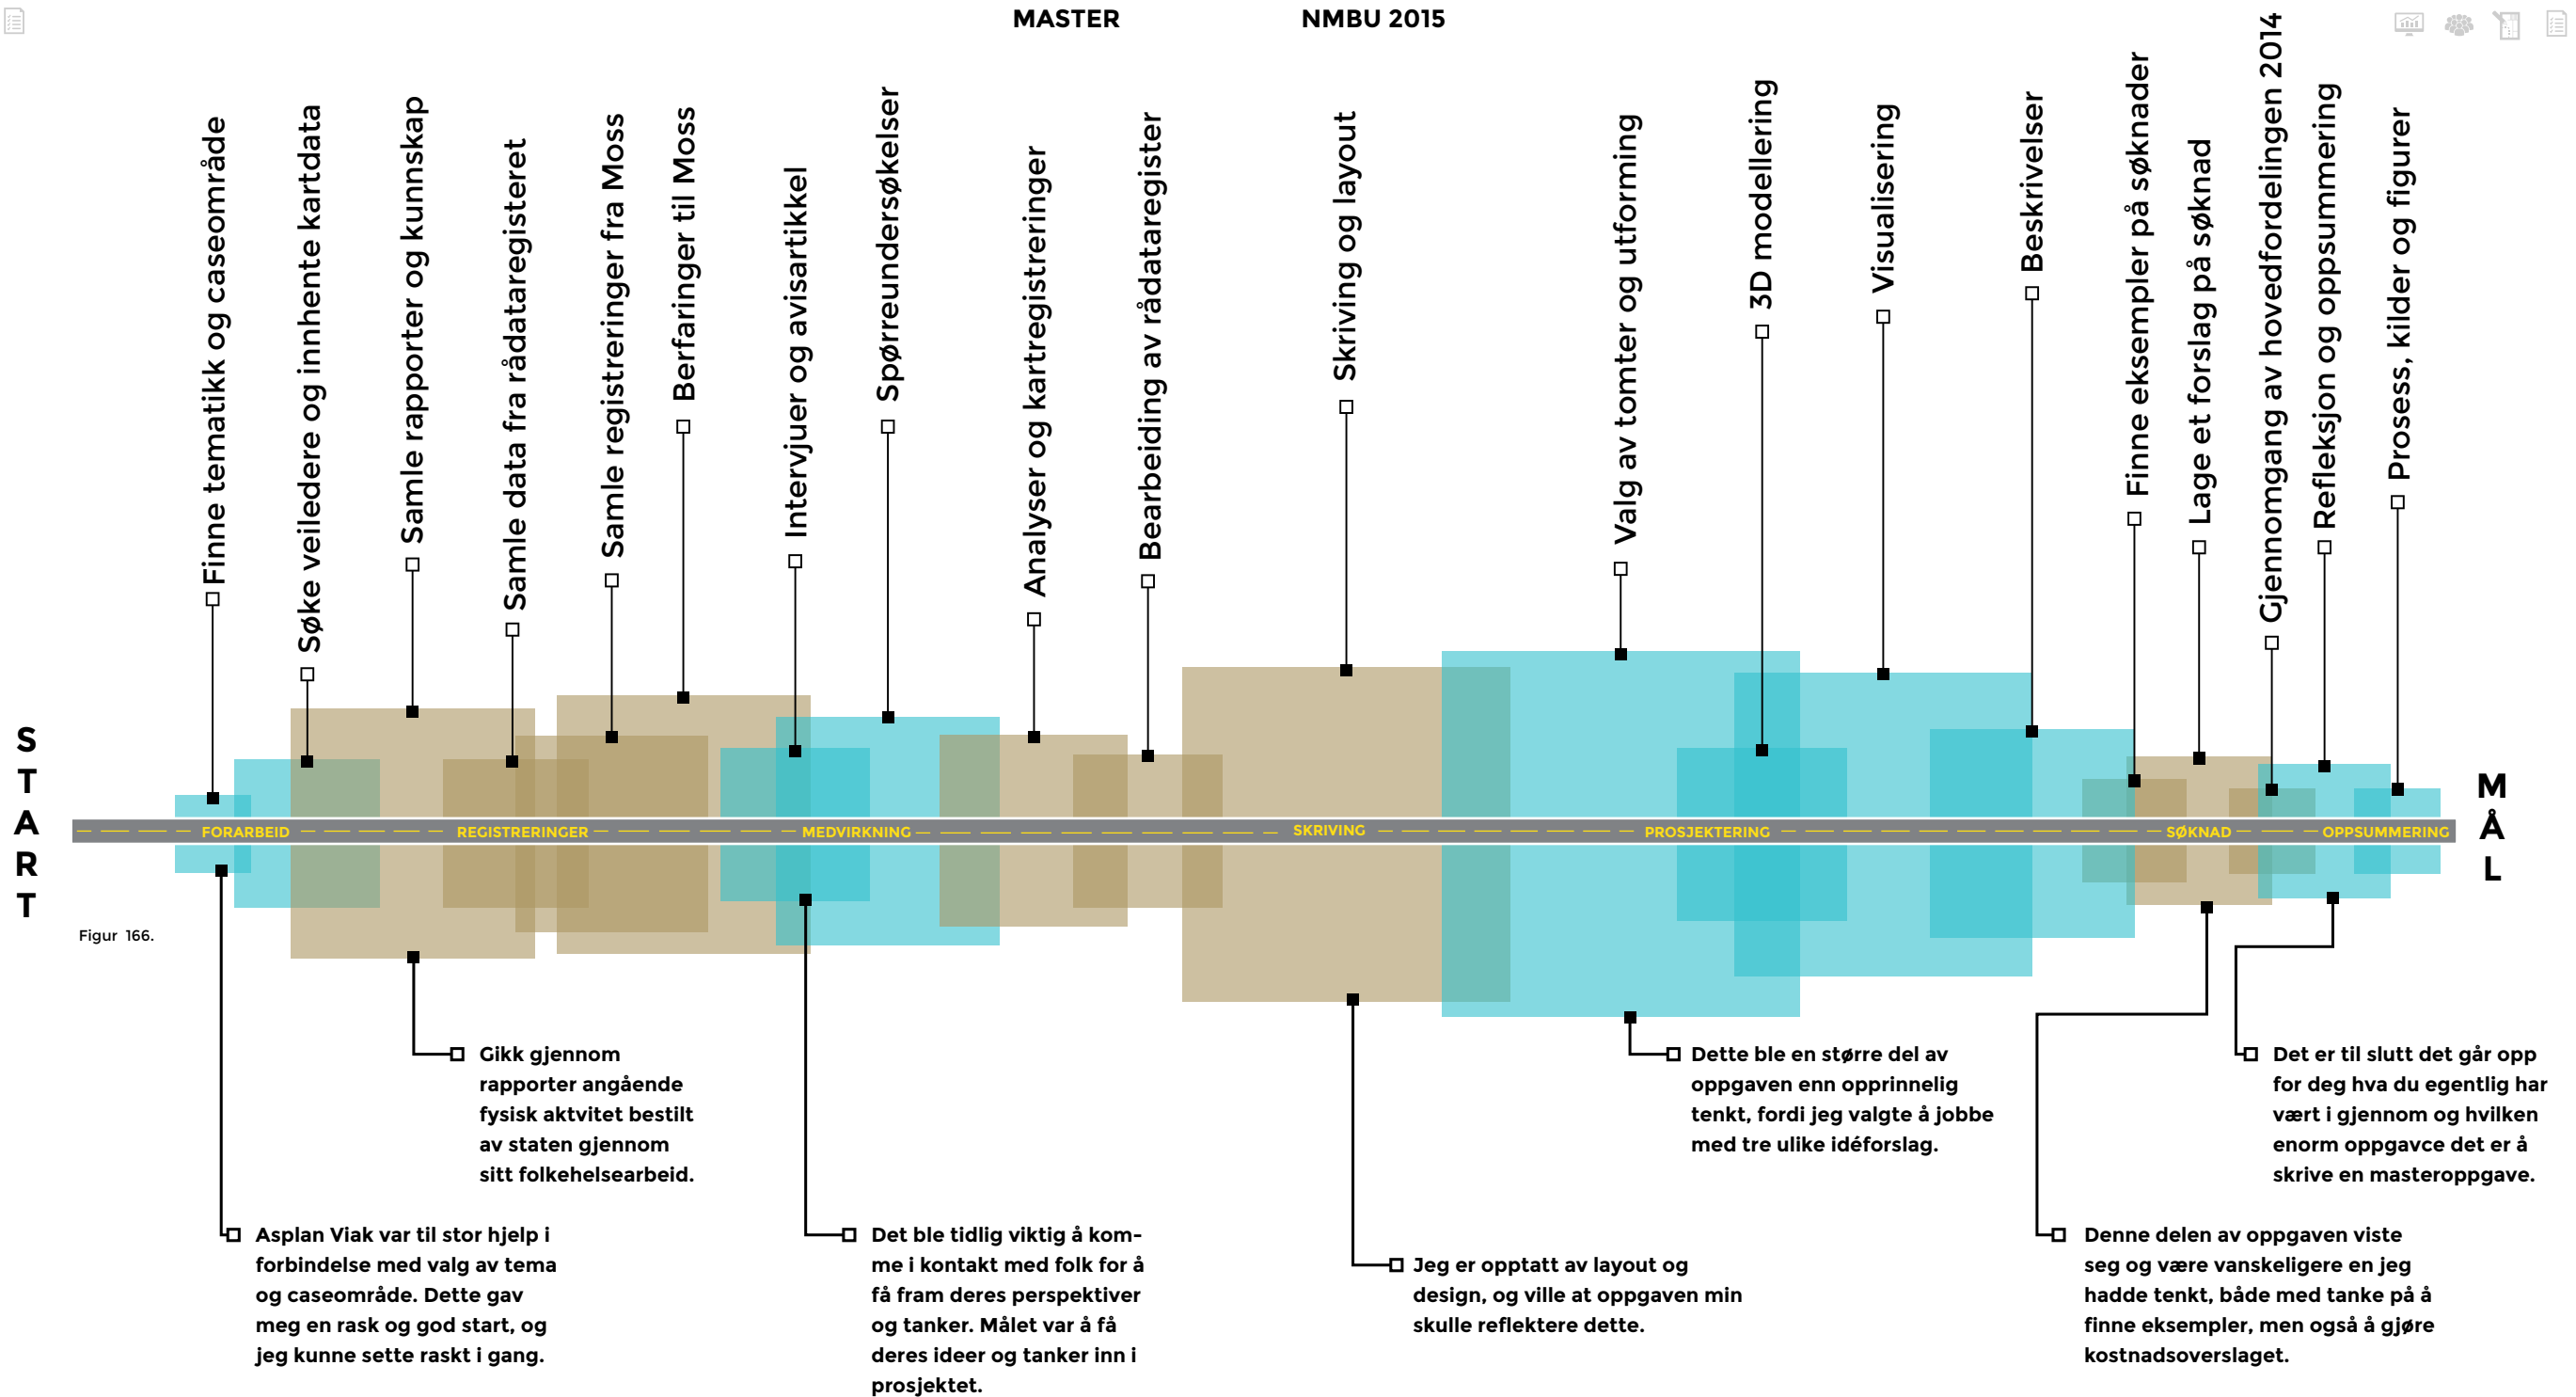 MASTER
NMBU 2015
Finne tematikk og caseområde
Søke veiledere og innhente kartdata
Samle rapporter og kunnskap
Samle data fra rådataregisteret
Samle registreringer fra Moss
Berfaringer til Moss
Intervjuer og avisartikkel
Spørreundersøkelser
Analyser og kartregistreringer
Bearbeiding av rådataregister
Skriving og layout
Valg av tomter og utforming
3D modellering
Visualisering
Beskrivelser
Finne eksempler på søknader
Lage et forslag på søknad
Gjennomgang av hovedfordelingen 2014
Refleksjon og oppsummering
Prosess, kilder og figurer
START
FORARBEID
REGISTRERINGER
MEDVIRKNING
SKRIVING
PROSJEKTERING
SØKNAD
OPPSUMMERING
MÅL
Figur 166.
Gikk gjennom
rapporter angående
fysisk aktvitet bestilt
av staten gjennom
sitt folkehelsearbeid.
Dette ble en større del av
oppgaven enn opprinnelig
tenkt, fordi jeg valgte å jobbe
med tre ulike idéforslag.
Det er til slutt det går opp
for deg hva du egentlig har
vært i gjennom og hvilken
enorm oppgavce det er å
skrive en masteroppgave.
Asplan Viak var til stor hjelp i
forbindelse med valg av tema
og caseområde. Dette gav
meg en rask og god start, og
jeg kunne sette raskt i gang.
Det ble tidlig viktig å kom-
me i kontakt med folk for å
få fram deres perspektiver
og tanker. Målet var å få
deres ideer og tanker inn i
prosjektet.
Jeg er opptatt av layout og
design, og ville at oppgaven min
skulle reflektere dette.
Denne delen av oppgaven viste
seg og være vanskeligere en jeg
hadde tenkt, både med tanke på å
finne eksempler, men også å gjøre
kostnadsoverslaget.